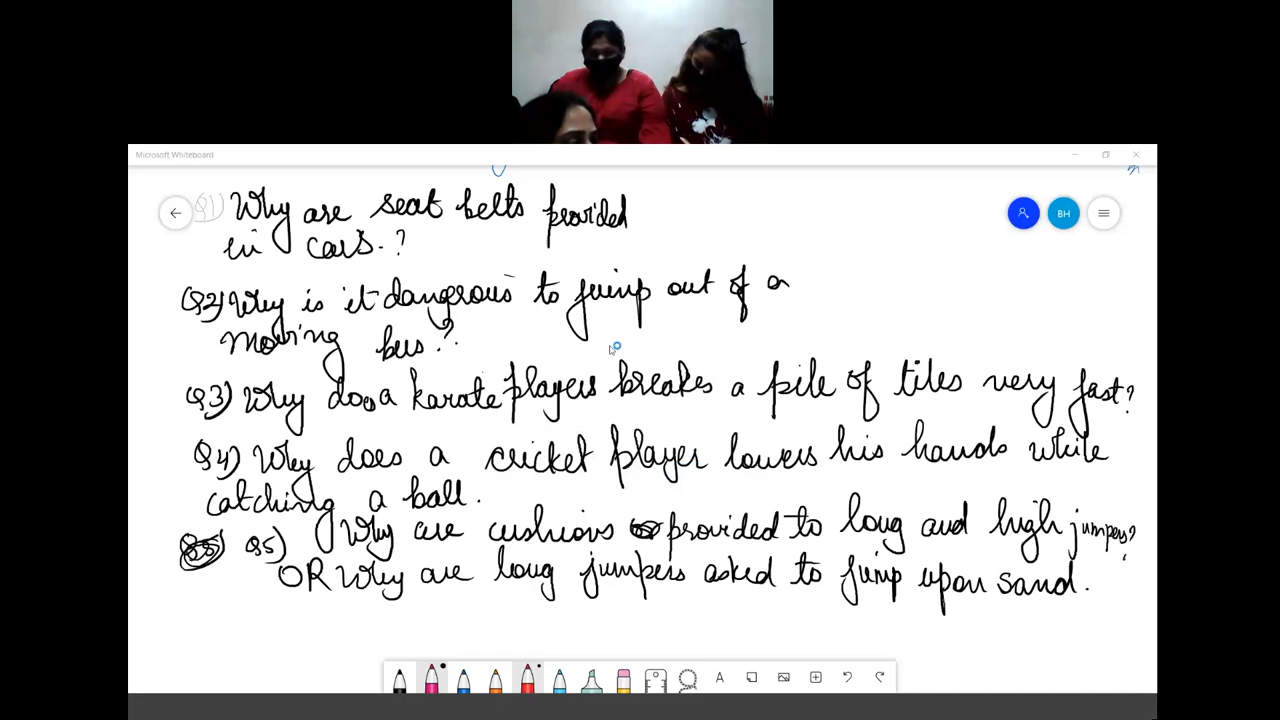 Microsoft Whiteboard
Q1) Why are seat belts provided
in cars.?
BH
Q2) Why is it dangrous to jump out of a
moving bus.?
Q3) Why does a karate players breakes a pile of tiles very fast?
Q4) Why does a cricket player lowers his hands while
catching a ball.
Q5) Why are cushions provided to long and high jumpers?
OR Why are long jumpers asked to jump upon sand.
A